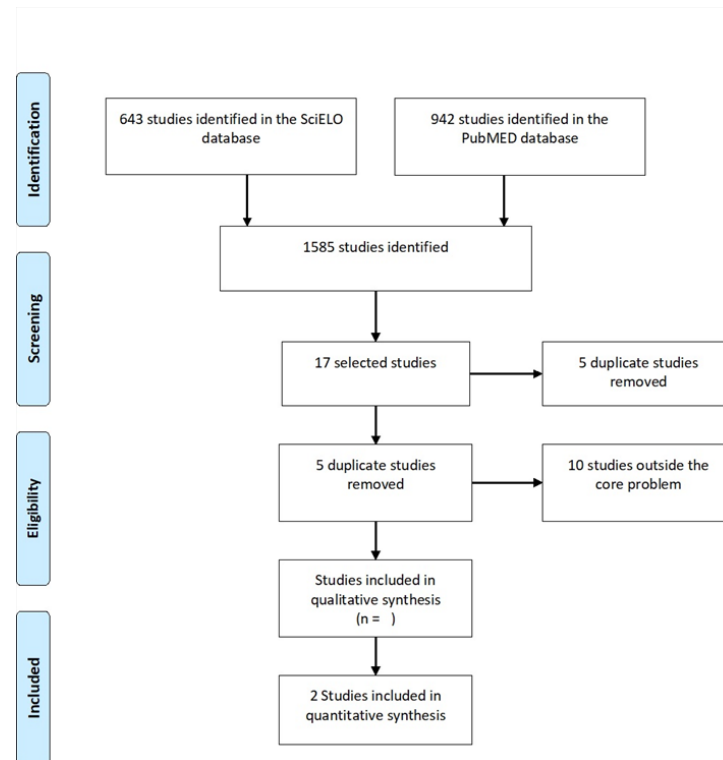 Identification
643 studies identified in the SciELO
database
942 studies identified in the
PubMED database
1585 studies identified
Screening
17 selected studies
5 duplicate studies
removed
Eligibility
5 duplicate studies
removed
10 studies outside the
core problem
Studies included in
qualitative synthesis
(n =   )
Included
2 Studies included in
quantitative synthesis